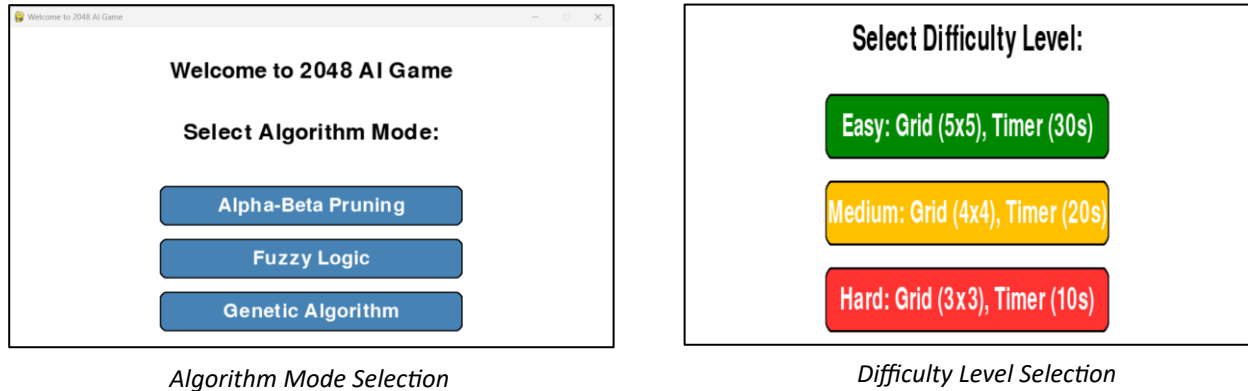 Welcome to 2048 AI Game
Welcome to 2048 AI Game
Select Algorithm Mode:
Alpha-Beta Pruning
Fuzzy Logic
Genetic Algorithm
Algorithm Mode Selection
Select Difficulty Level:
Easy: Grid (5x5), Timer (30s)
Medium: Grid (4x4), Timer (20s)
Hard: Grid (3x3), Timer (10s)
Difficulty Level Selection